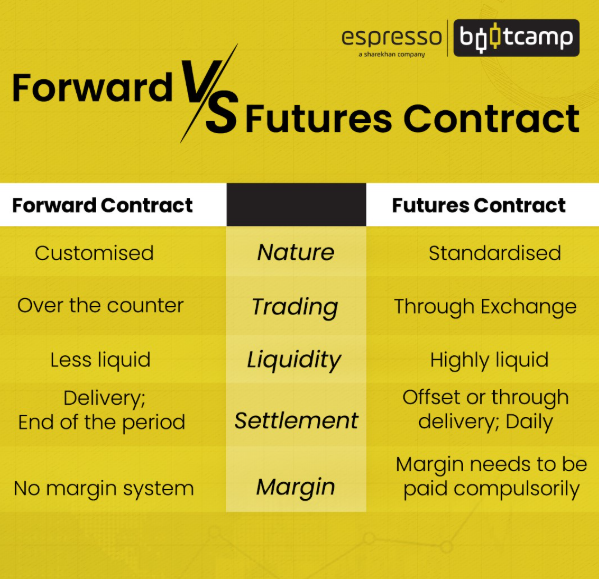 espresso
a sharekhan company
bootcamp
Forward VS Futures Contract
Forward Contract
Futures Contract
Customised
Nature
Standardised
Over the counter
Trading
Through Exchange
Less liquid
Liquidity
Highly liquid
Delivery;
End of the period
Settlement
Offset or through
delivery; Daily
No margin system
Margin
Margin needs to be
paid compulsorily